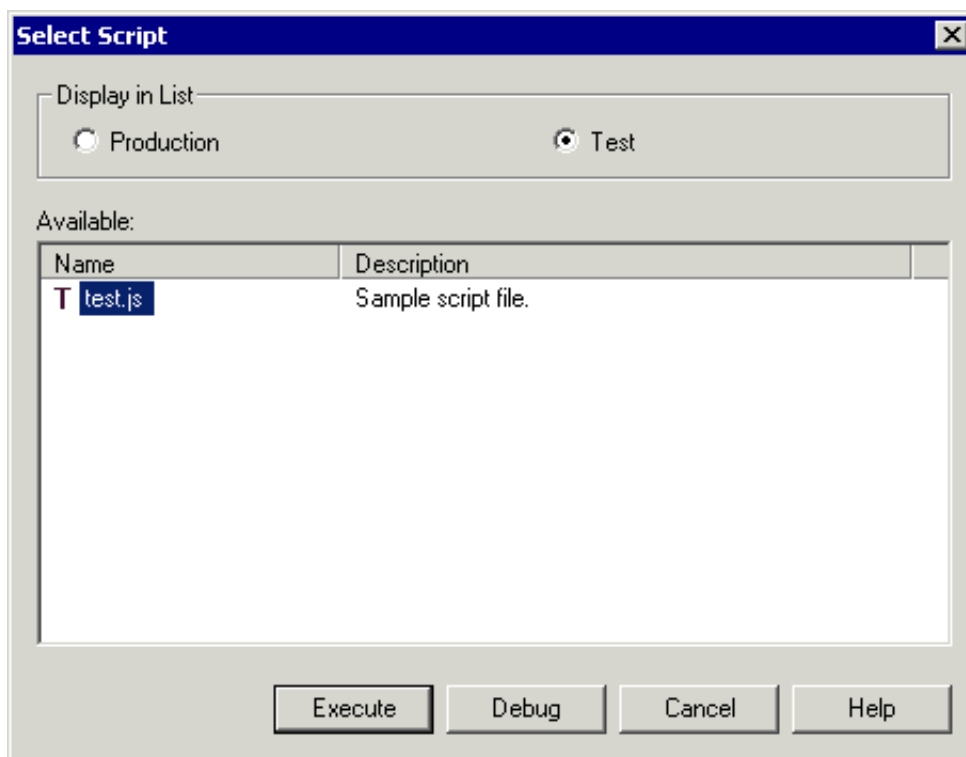 Select Script
Display in List
Production Test
Available:
Name Description
T test.js Sample script file.
Execute Debug Cancel Help